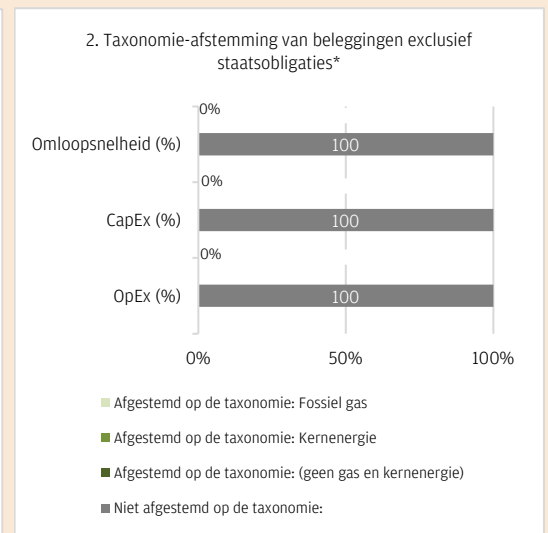 2. Taxonomie-afstemming van beleggingen exclusief
staatsobligaties*
0%
Omloopsnelheid (%)
100
0%
CapEx (%)
100
0%
OpEx (%)
100
0%
50%
100%
Afgestemd op de taxonomie: Fossiel gas
Afgestemd op de taxonomie: Kernenergie
Afgestemd op de taxonomie: (geen gas en kernenergie)
Niet afgestemd op de taxonomie: